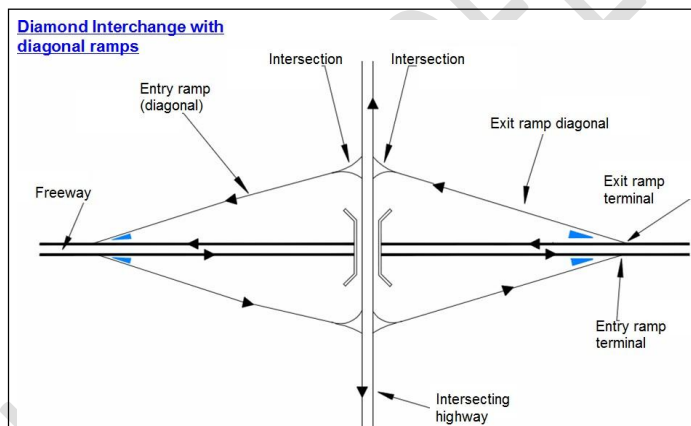 Diamond Interchange with
diagonal ramps
Intersection
Intersection
Entry ramp
(diagonal)
Exit ramp diagonal
Freeway
Exit ramp
terminal
Entry ramp
terminal
Intersecting
highway